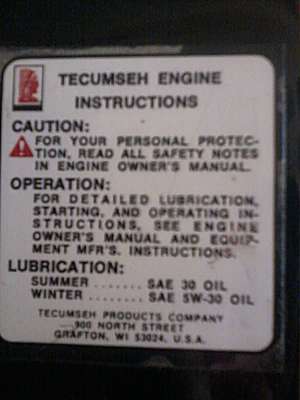 TECUMSEH ENGINE
INSTRUCTIONS
CAUTION:
FOR YOUR PERSONAL PROTEC-
TION, READ ALL SAFETY NOTES
IN ENGINE OWNER'S MANUAL.
OPERATION:
FOR DETAILED LUBRICATION,
STARTING, AND OPERATING IN-
STRUCTIONS, SEE ENGINE
OWNER'S MANUAL AND EQUIP-
MENT MFR'S. INSTRUCTIONS.
LUBRICATION:
SUMMER ....... SAE 30 OIL
WINTER ........ SAE 5W-30 OIL
TECUMSEH PRODUCTS COMPANY
900 NORTH STREET
GRAFTON, WI 53024, U.S.A.